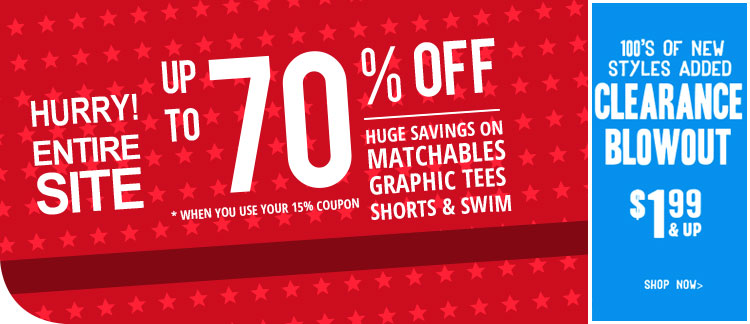 HURRY!
ENTIRE
SITE
UP
TO
70
% OFF
* WHEN YOU USE YOUR 15% COUPON
HUGE SAVINGS ON
MATCHABLES
GRAPHIC TEES
SHORTS & SWIM
100'S OF NEW
STYLES ADDED
CLEARANCE
BLOWOUT
$1.99
& UP
SHOP NOW>